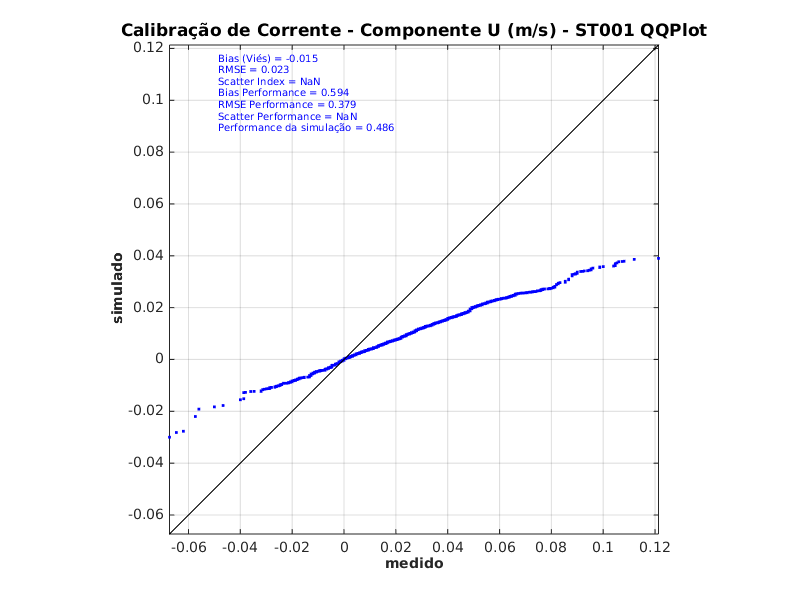 Calibração de Corrente - Componente U (m/s) - ST001 QQPlot
Bias (Viés) = -0.015
RMSE = 0.023
Scatter Index = NaN
Bias Performance = 0.594
RMSE Performance = 0.379
Scatter Performance = NaN
Performance da simulação = 0.486
0.12
0.1
0.08
0.06
0.04
0.02
0
-0.02
-0.04
-0.06
simulado
-0.06 -0.04 -0.02 0 0.02 0.04 0.06 0.08 0.1 0.12
medido